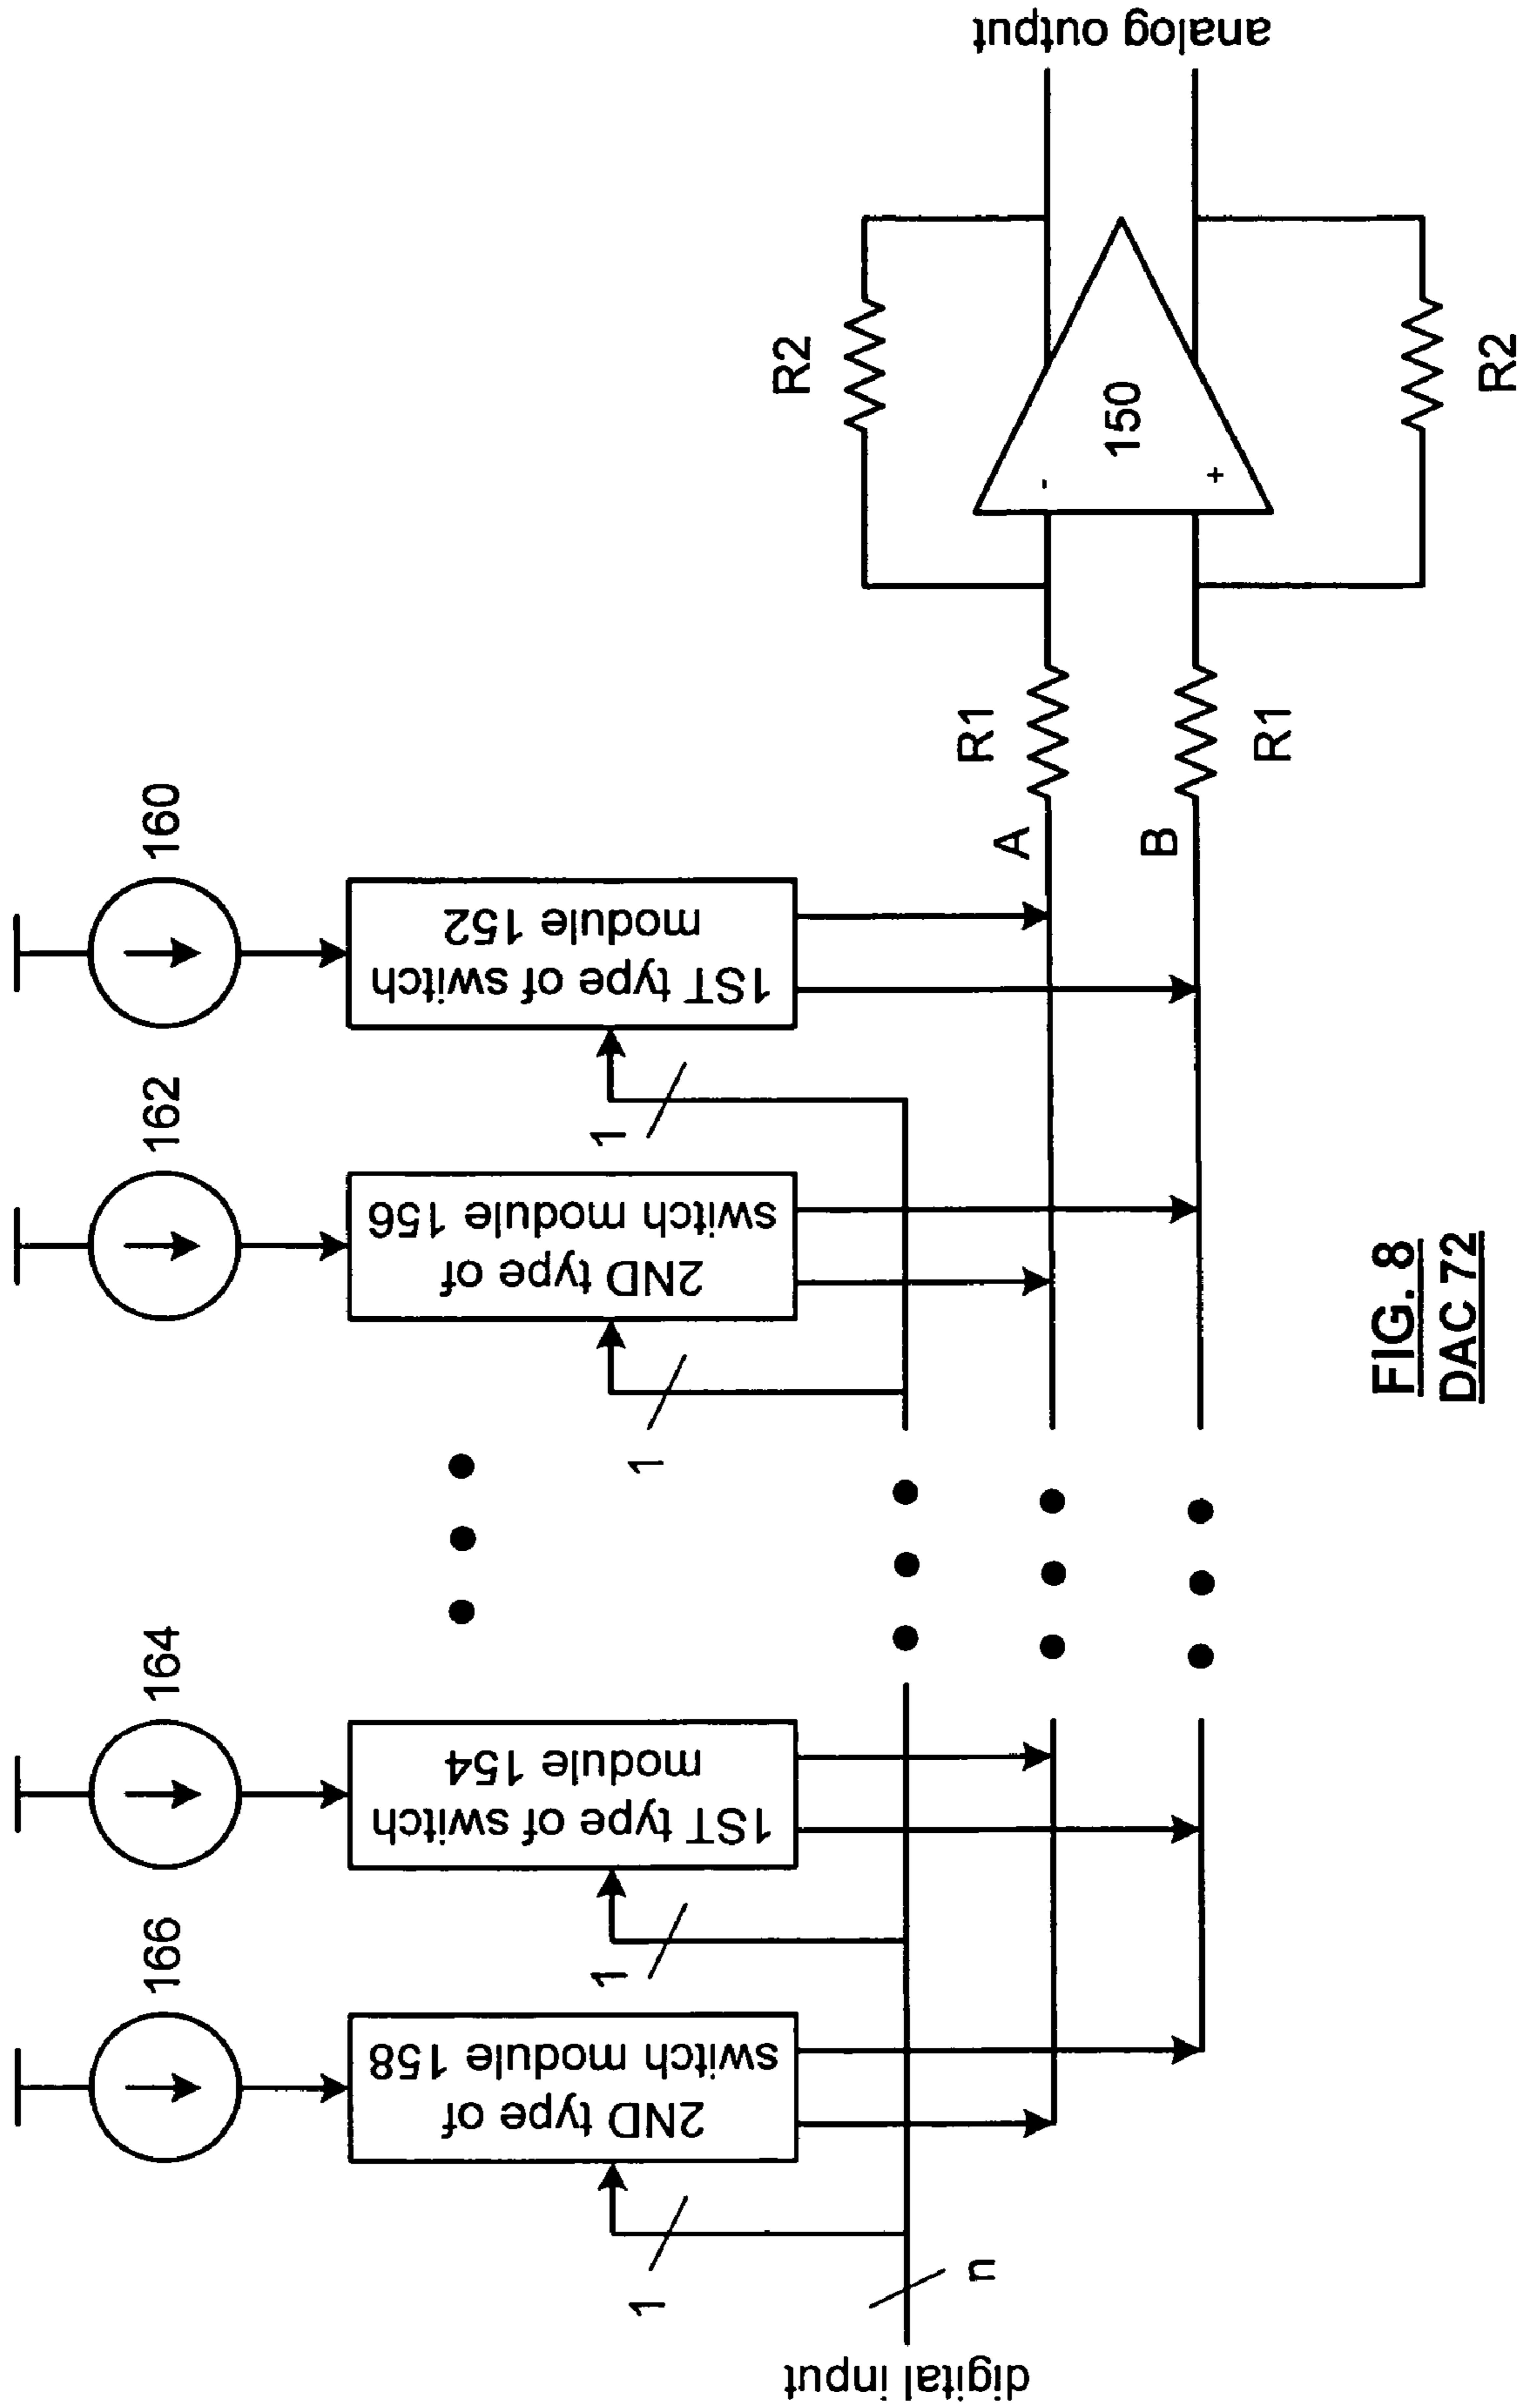 166
164
162
160
2ND type of
switch module 158
1ST type of switch
module 154
2ND type of
switch module 156
1ST type of switch
module 152
1
1
1
1
digital input
n
A
B
R1
R1
R2
R2
-
+
150
analog output
FIG. 8
DAC 72